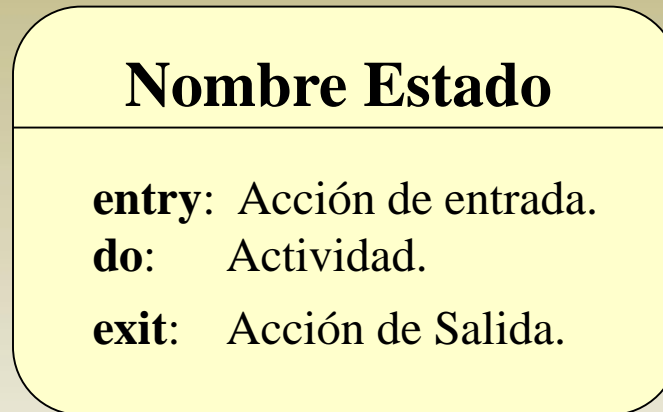 Nombre Estado
entry: Acción de entrada.
do: Actividad.
exit: Acción de Salida.